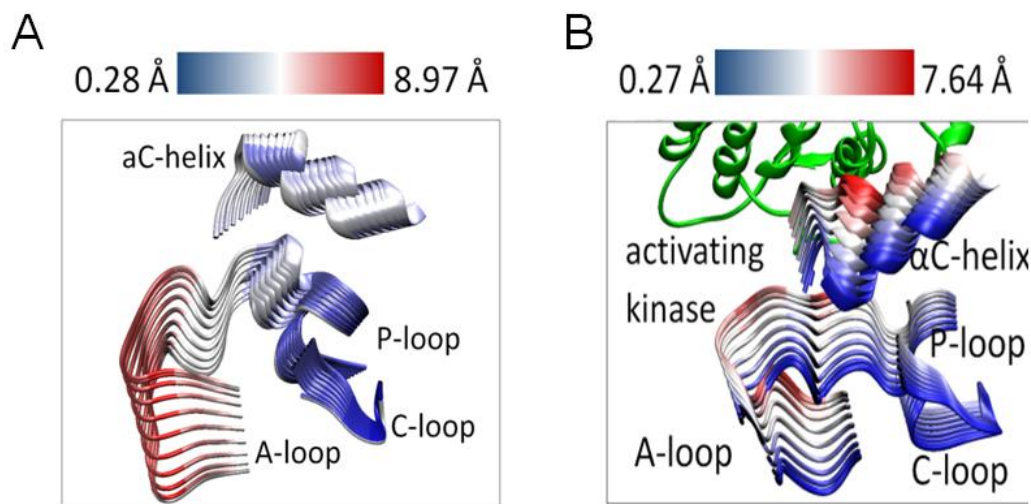 A
0.28 Å 8.97 Å
aC-helix
P-loop
C-loop
A-loop
B
0.27 Å 7.64 Å
activating
kinase
αC-helix
P-loop
A-loop
C-loop